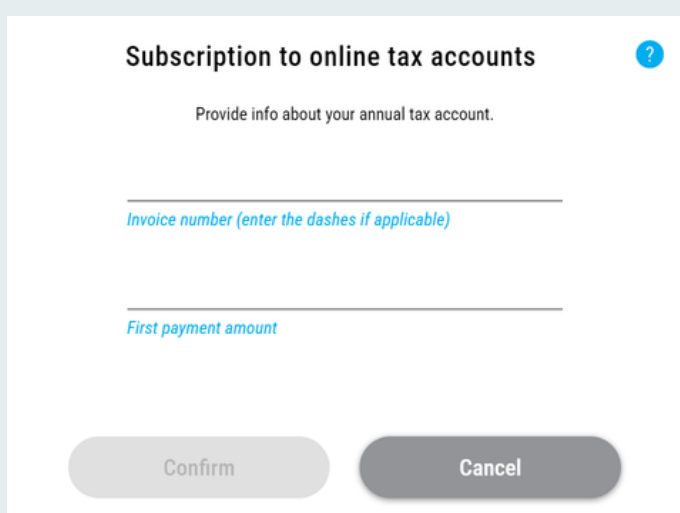 Subscription to online tax accounts
?
Provide info about your annual tax account.
Invoice number (enter the dashes if applicable)
First payment amount
Confirm
Cancel